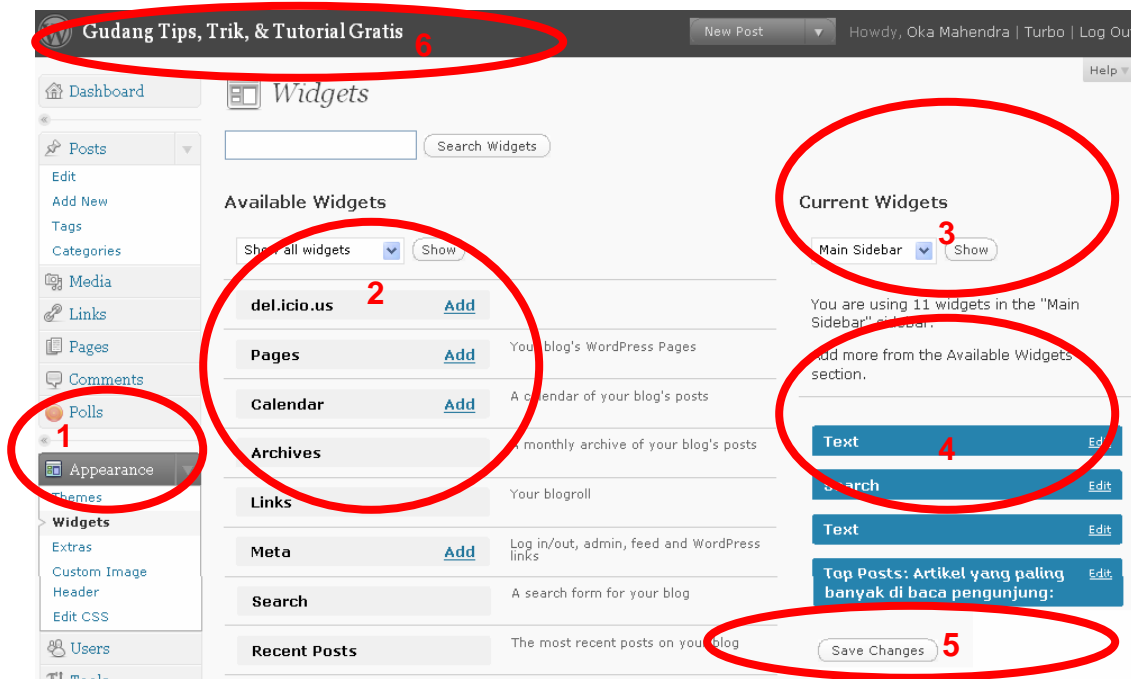 Gudang Tips, Trik, & Tutorial Gratis
6
New Post
Howdy, Oka Mahendra | Turbo | Log Ou
Help
Dashboard
Posts
Edit
Add New
Tags
Categories
Media
Links
Pages
Comments
Polls
1
Appearance
Themes
Widgets
Extras
Custom Image
Header
Edit CSS
Users
Tools
Widgets
Search Widgets
Available Widgets
Show all widgets
Show
2
del.icio.us Add
Pages Add Your blog's WordPress Pages
Calendar Add A calendar of your blog's posts
Archives A monthly archive of your blog's posts
Links Your blogroll
Meta Add Log in/out, admin, feed and WordPress
links
Search A search form for your blog
Recent Posts The most recent posts on your blog
Current Widgets
3
Main Sidebar
Show
You are using 11 widgets in the "Main
Sidebar" sidebar.
Add more from the Available Widgets
section.
4
Text Edit
Search Edit
Text Edit
Top Posts: Artikel yang paling Edit
banyak di baca pengunjung:
Save Changes
5